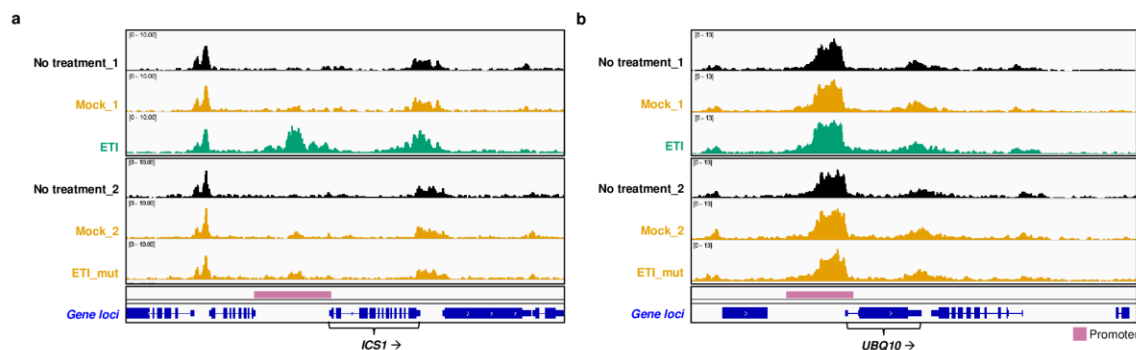 a
No treatment_1
[0 - 10.00]
Mock_1
[0 - 10.00]
ETI
[0 - 10.00]
No treatment_2
[0 - 10.00]
Mock_2
[0 - 10.00]
ETI_mut
[0 - 10.00]
Gene loci
ICS1 →
b
No treatment_1
[0 - 13]
Mock_1
[0 - 13]
ETI
[0 - 13]
No treatment_2
[0 - 13]
Mock_2
[0 - 13]
ETI_mut
[0 - 13]
Gene loci
UBQ10 →
Promoter